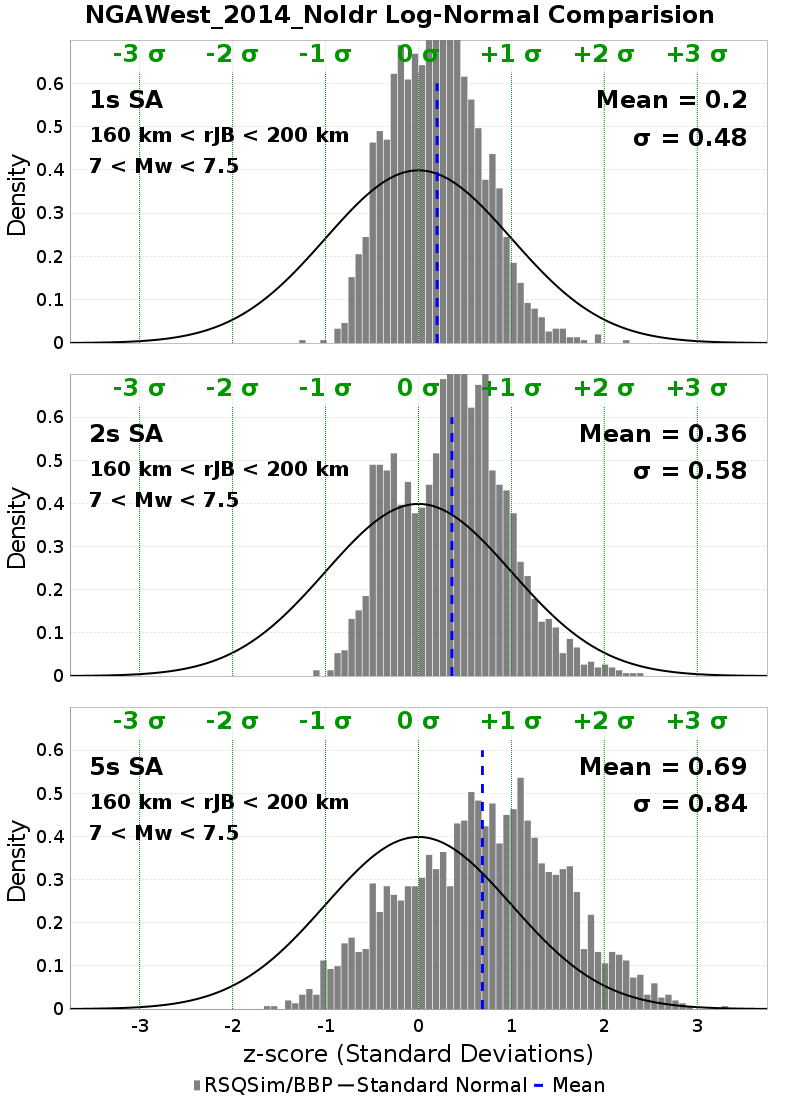 NGAWest_2014_NoIdr Log-Normal Comparision
-3 σ -2 σ -1 σ 0 σ +1 σ +2 σ +3 σ
1s SA
Mean = 0.2
160 km < rJB < 200 km
σ = 0.48
7 < Mw < 7.5
Density
0.6
0.5
0.4
0.3
0.2
0.1
0
-3 σ -2 σ -1 σ 0 σ +1 σ +2 σ +3 σ
2s SA
Mean = 0.36
160 km < rJB < 200 km
σ = 0.58
7 < Mw < 7.5
Density
0.6
0.5
0.4
0.3
0.2
0.1
0
-3 σ -2 σ -1 σ 0 σ +1 σ +2 σ +3 σ
5s SA
Mean = 0.69
160 km < rJB < 200 km
σ = 0.84
7 < Mw < 7.5
Density
0.6
0.5
0.4
0.3
0.2
0.1
0
-3 -2 -1 0 1 2 3
z-score (Standard Deviations)
RSQSim/BBP Standard Normal Mean